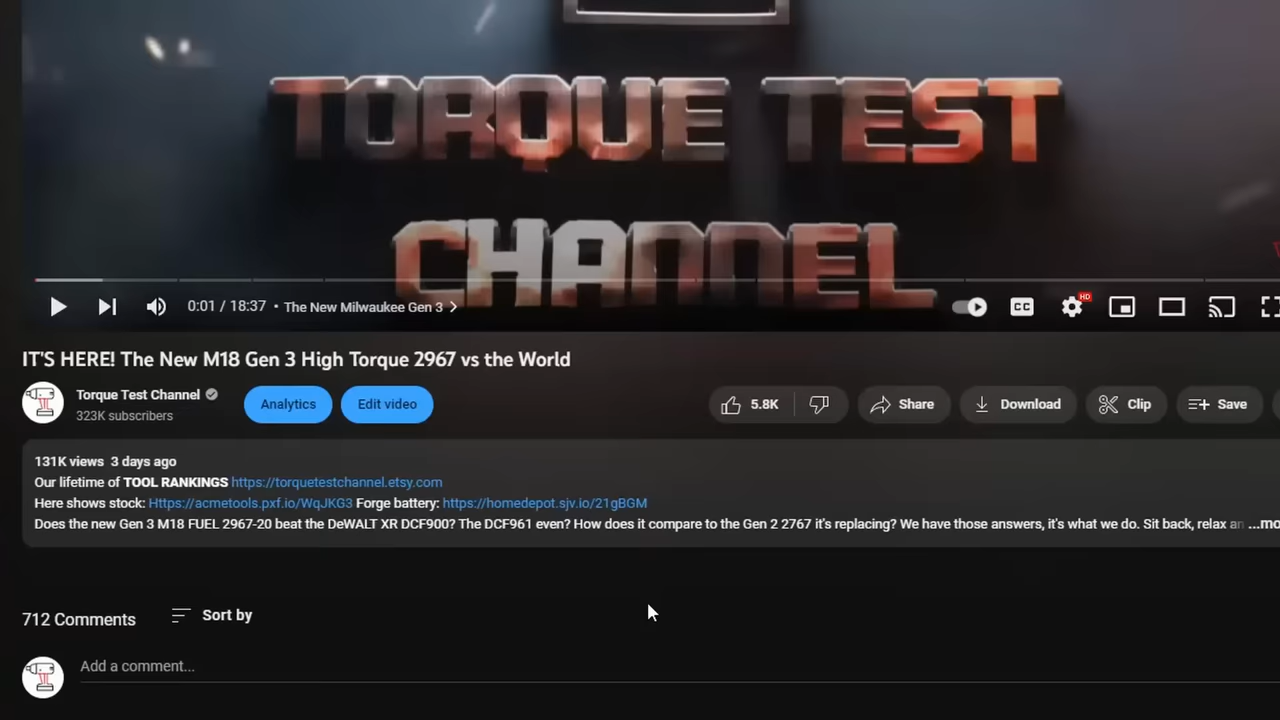 TORQUE TEST
CHANNEL
0:01 / 18:37 • The New Milwaukee Gen 3
CC
HD
IT'S HERE! The New M18 Gen 3 High Torque 2967 vs the World
Torque Test Channel
323K subscribers
Analytics
Edit video
5.8K
Share
Download
Clip
Save
131K views 3 days ago
Our lifetime of TOOL RANKINGS https://torquetestchannel.etsy.com
Here shows stock: Https://acmetools.pxf.io/WqJKG3 Forge battery: https://homedepot.sjv.io/21gBGM
Does the new Gen 3 M18 FUEL 2967-20 beat the DeWALT XR DCF900? The DCF961 even? How does it compare to the Gen 2 2767 it's replacing? We have those answers, it's what we do. Sit back, relax an ...mo
712 Comments
Sort by
Add a comment...